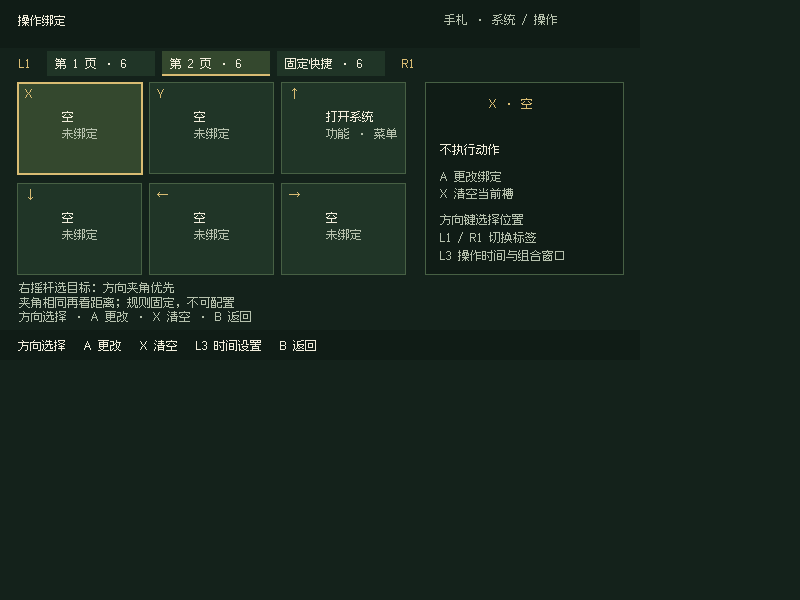 操作绑定
手札 · 系统 / 操作
L1 第 1 页 · 6 第 2 页 · 6 固定快捷 · 6 R1
X
空
未绑定
Y
空
未绑定
↑
打开系统
功能 · 菜单
↓
空
未绑定
←
空
未绑定
→
空
未绑定
X · 空
不执行动作
A 更改绑定
X 清空当前槽
方向键选择位置
L1 / R1 切换标签
L3 操作时间与组合窗口
右摇杆选目标: 方向夹角优先
夹角相同再看距离; 规则固定, 不可配置
方向选择 · A 更改 · X 清空 · B 返回
方向选择 A 更改 X 清空 L3 时间设置 B 返回